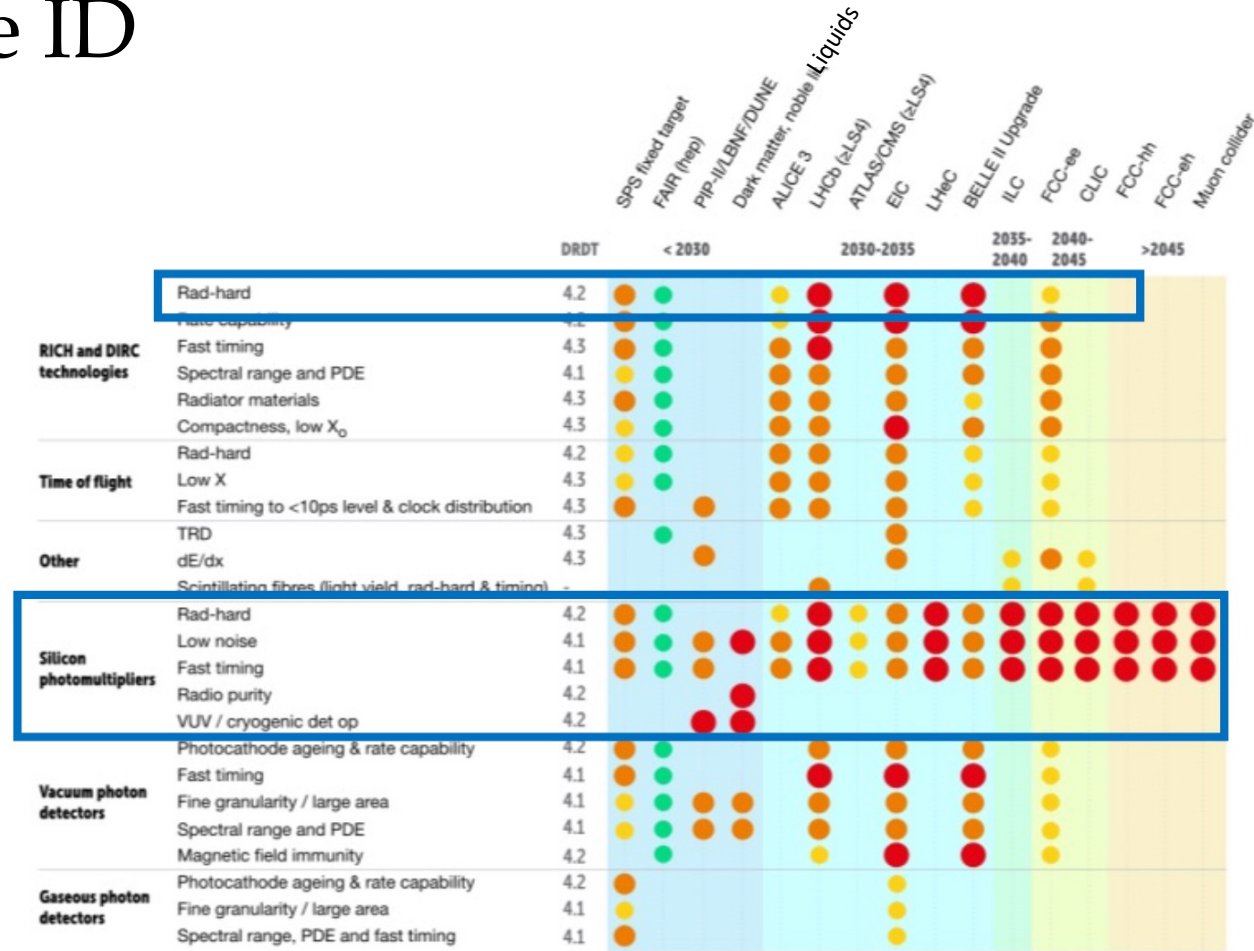 e ID
SPS fixed target
FAIR (hep)
PIP-II/LBNF/DUNE
Dark matter, noble Liquids
ALICE 3
LHCb (≥LS4)
ATLAS/CMS (≥LS4)
EIC
LHeC
BELLE II Upgrade
ILC
FCC-ee
CLIC
FCC-hh
FCC-eh
Muon collider
DRDT < 2030 2030-2035 2035-2040 2040-2045 >2045
RICH and DIRC technologies
Rad-hard 4.2
Rate capability 4.2
Fast timing 4.3
Spectral range and PDE 4.1
Radiator materials 4.3
Compactness, low X₀ 4.3
Time of flight
Rad-hard 4.2
Low X 4.3
Fast timing to <10ps level & clock distribution 4.3
Other
TRD 4.3
dE/dx 4.3
Scintillating fibres (light yield, rad-hard & timing) -
Silicon photomultipliers
Rad-hard 4.2
Low noise 4.1
Fast timing 4.1
Radio purity 4.2
VUV / cryogenic det op 4.2
Vacuum photon detectors
Photocathode ageing & rate capability 4.2
Fast timing 4.1
Fine granularity / large area 4.1
Spectral range and PDE 4.1
Magnetic field immunity 4.2
Gaseous photon detectors
Photocathode ageing & rate capability 4.2
Fine granularity / large area 4.1
Spectral range, PDE and fast timing 4.1